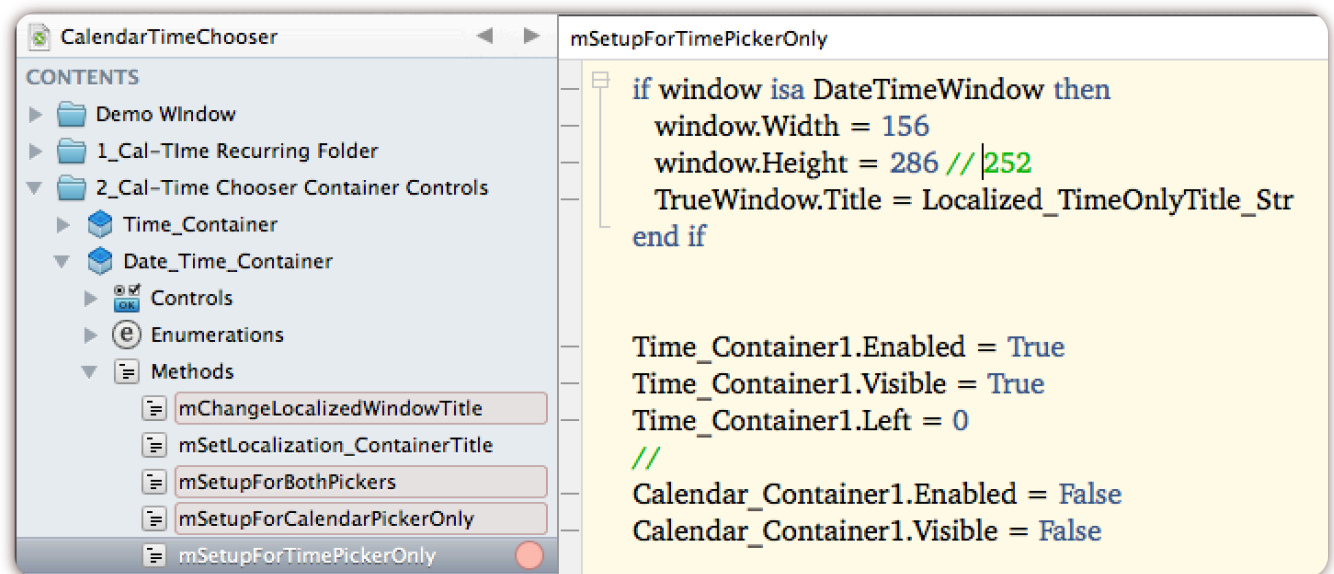 CalendarTimeChooser
CONTENTS
Demo WIndow
1_Cal-TIme Recurring Folder
2_Cal-Time Chooser Container Controls
Time_Container
Date_Time_Container
OK
Controls
e
Enumerations
Methods
mChangeLocalizedWindowTitle
mSetLocalization_ContainerTitle
mSetupForBothPickers
mSetupForCalendarPickerOnly
mSetupForTimePickerOnly
mSetupForTimePickerOnly
if window isa DateTimeWindow then
window.Width = 156
window.Height = 286 // 252
TrueWindow.Title = Localized_TimeOnlyTitle_Str
end if
Time_Container1.Enabled = True
Time_Container1.Visible = True
Time_Container1.Left = 0
//
Calendar_Container1.Enabled = False
Calendar_Container1.Visible = False